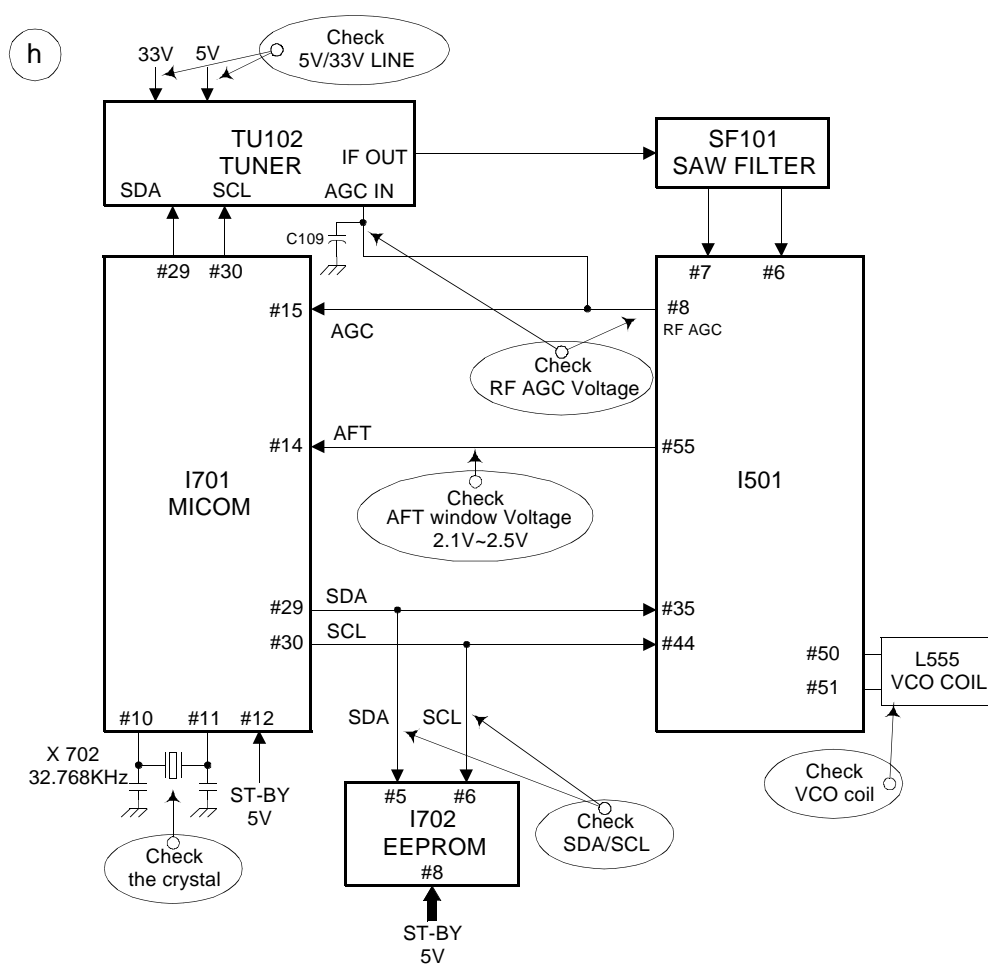 h
Check
5V/33V LINE
33V
5V
TU102
TUNER
IF OUT
SDA
SCL
AGC IN
SF101
SAW FILTER
C109
#29
#30
#7
#6
#15
AGC
#8
RF AGC
Check
RF AGC Voltage
#14
AFT
#55
I701
MICOM
Check
AFT window Voltage
2.1V~2.5V
I501
#29
SDA
#35
#30
SCL
#44
#50
#51
L555
VCO COIL
#10
#11
#12
SDA
SCL
X 702
32.768KHz
ST-BY
5V
Check
VCO coil
#5
#6
I702
EEPROM
#8
Check
SDA/SCL
Check
the crystal
ST-BY
5V